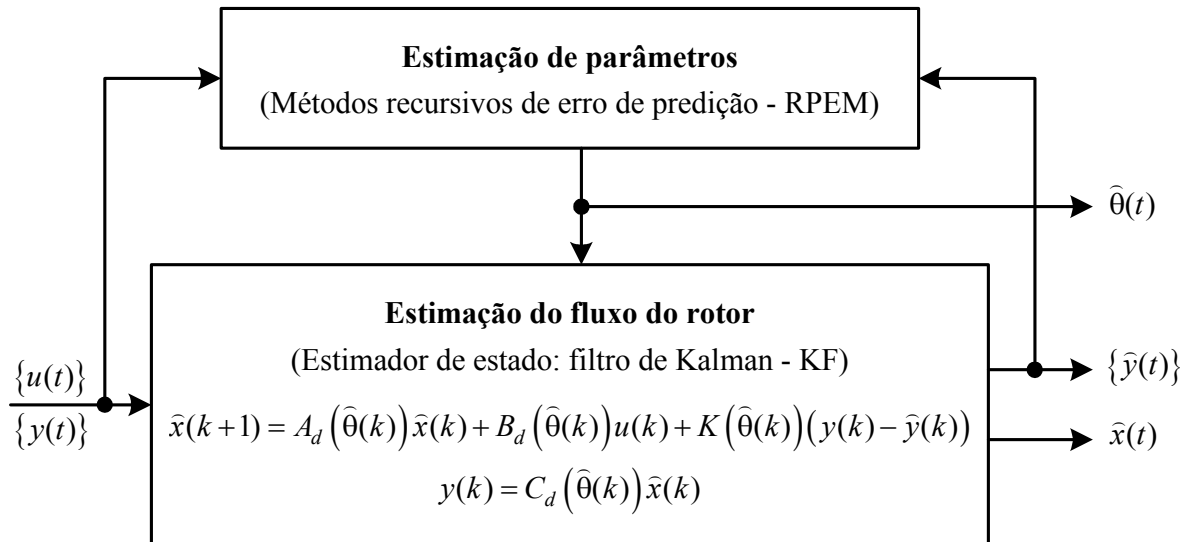 Estimação de parâmetros
(Métodos recursivos de erro de predição - RPEM)
θ̂(t)
Estimação do fluxo do rotor
(Estimador de estado: filtro de Kalman - KF)
{u(t)}
{y(t)}
{ŷ(t)}
x̂(k+1) = A_d(θ̂(k))x̂(k) + B_d(θ̂(k))u(k) + K(θ̂(k))(y(k) − ŷ(k))
x̂(t)
y(k) = C_d(θ̂(k))x̂(k)